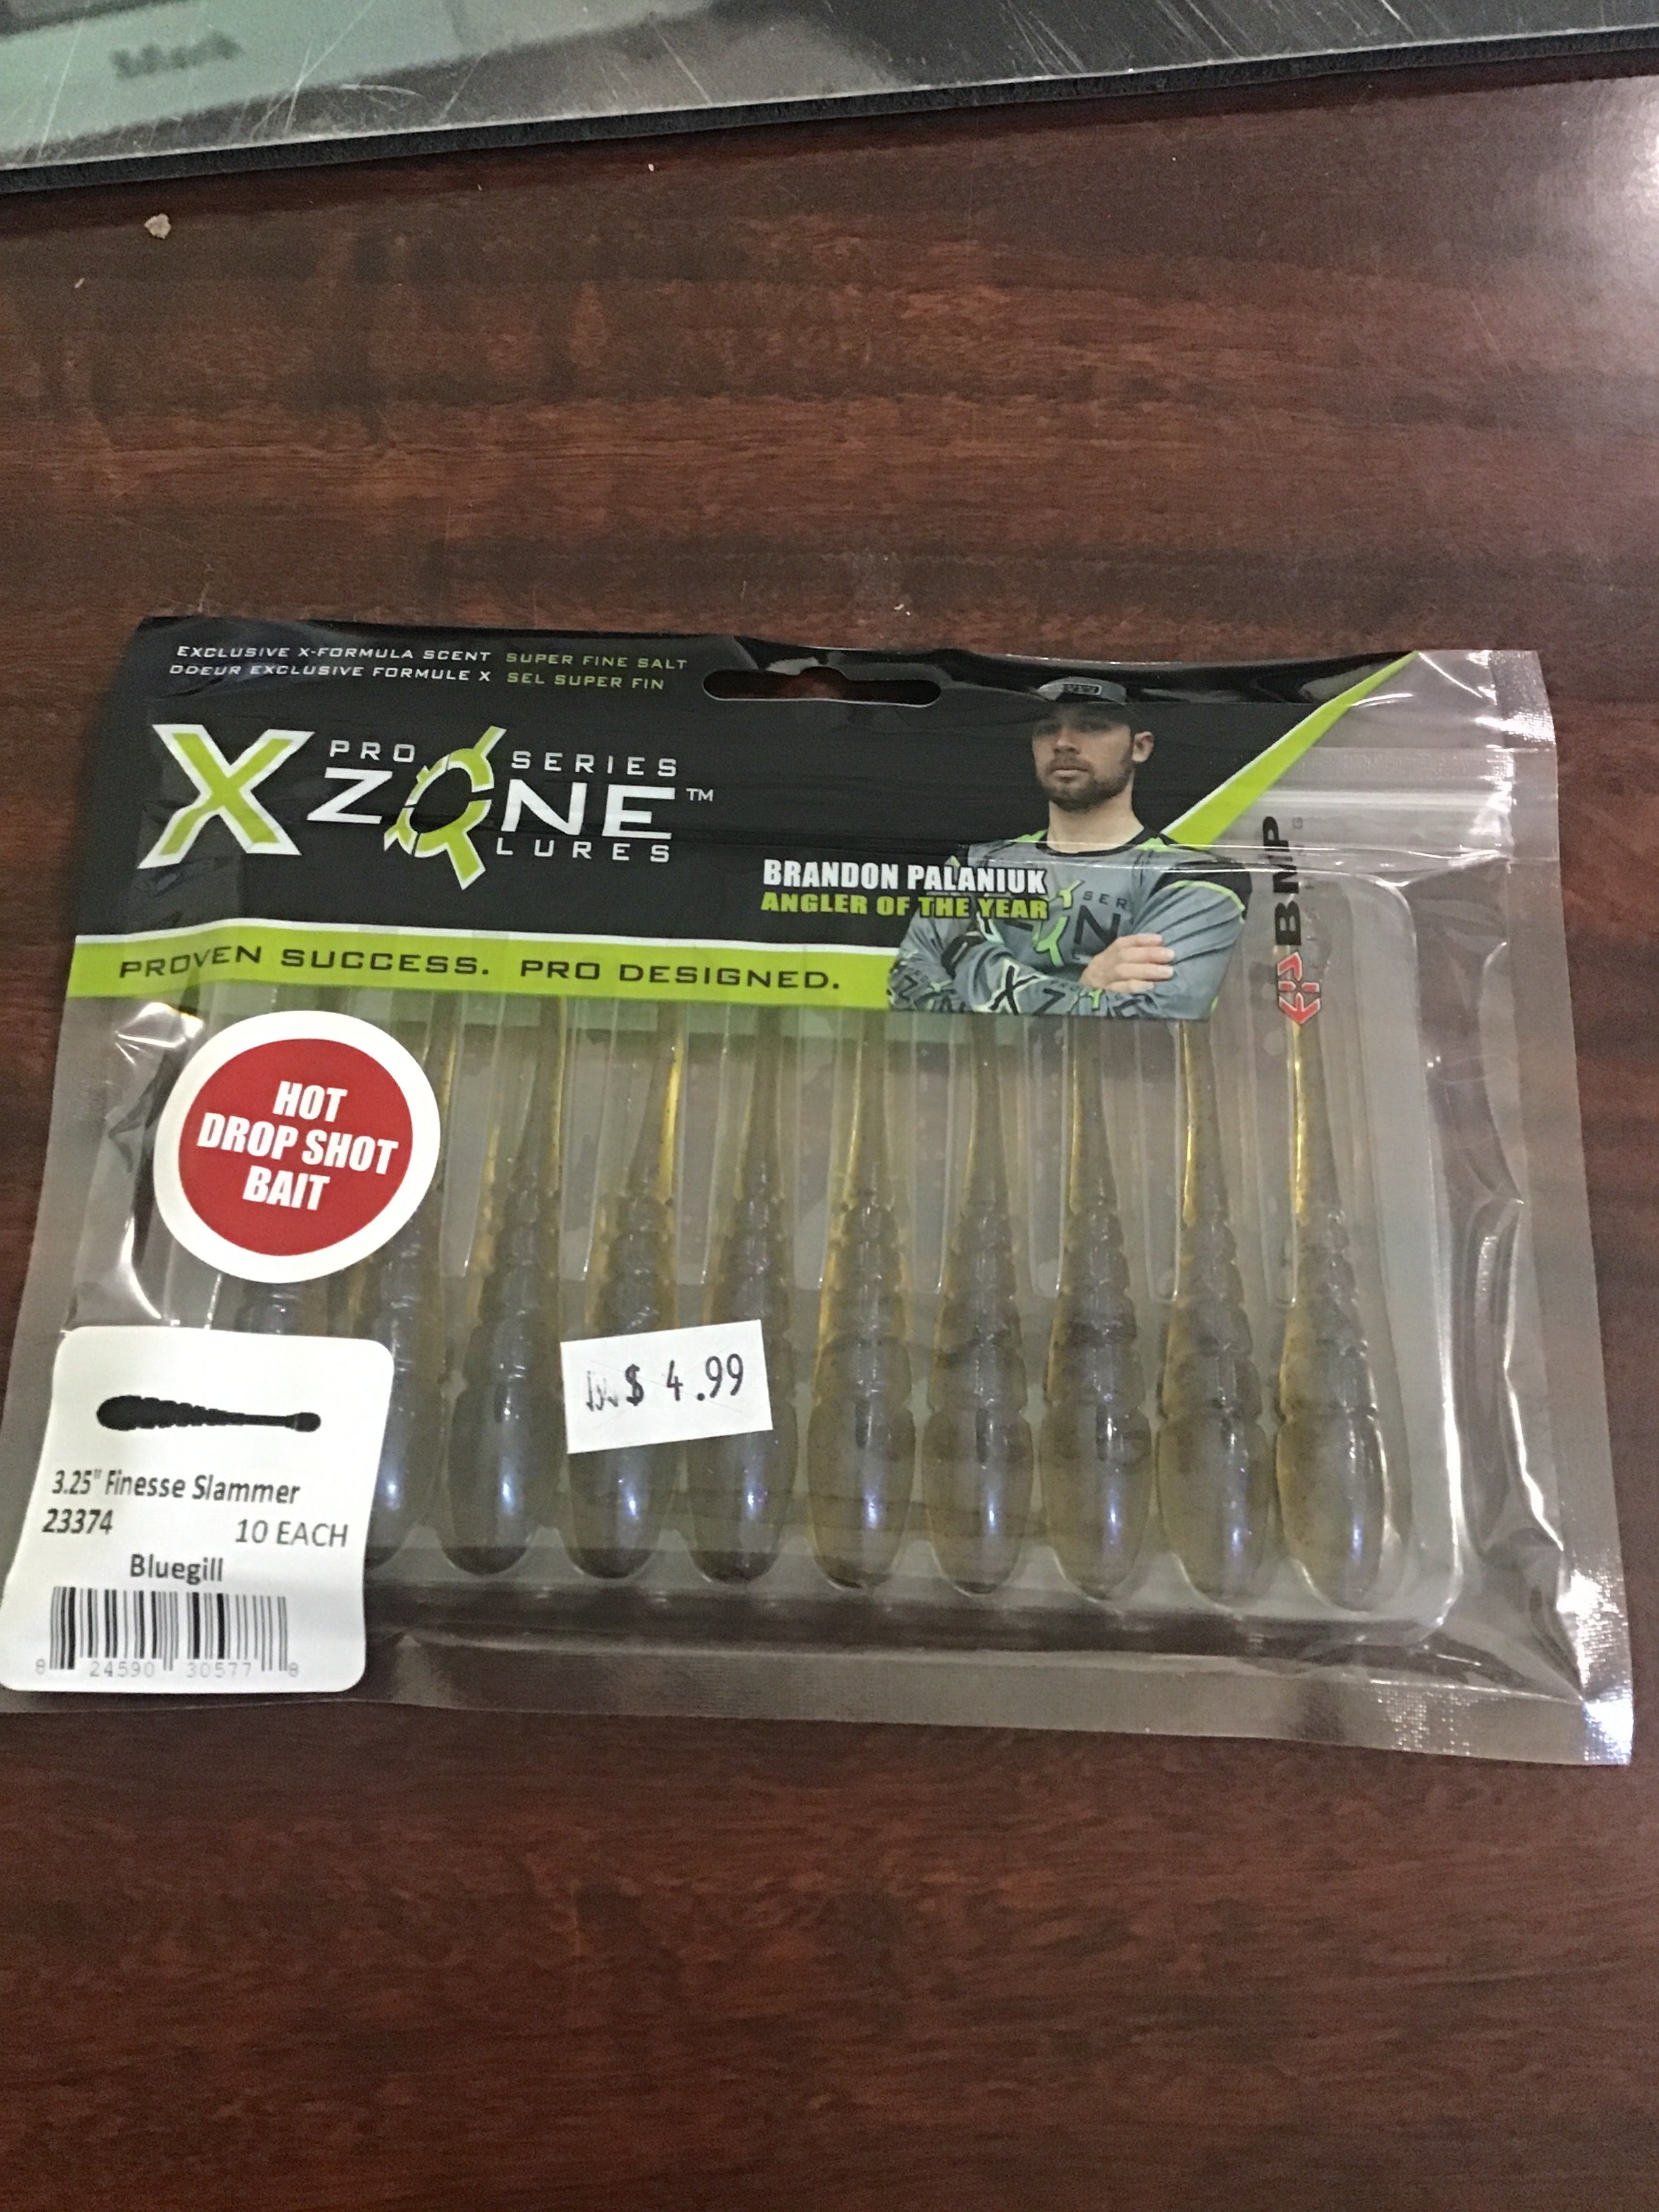 EXCLUSIVE X-FORMULA SCENT SUPER FINE SALT
ODEUR EXCLUSIVE FORMULE X SEL SUPER FIN
X ZONE™
PRO SERIES
LURES
BRANDON PALANIUK
ANGLER OF THE YEAR
BMP
PROVEN SUCCESS. PRO DESIGNED.
HOT
DROP SHOT
BAIT
$ 4.99
3.25" Finesse Slammer
23374 10 EACH
Bluegill
8 24590 30577 8